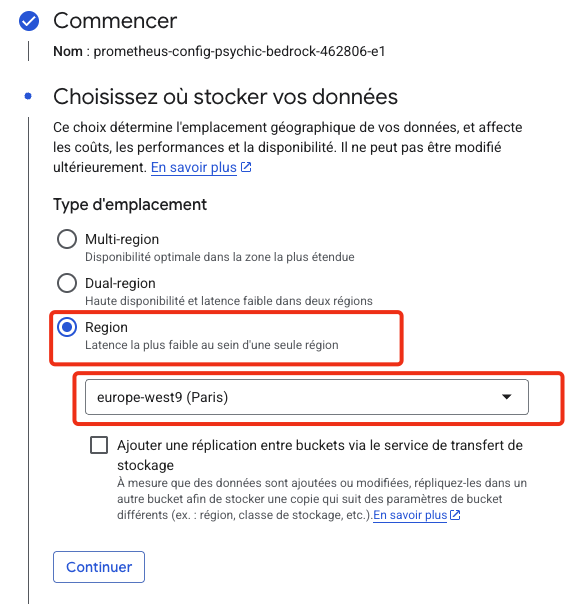 Commencer
Nom : prometheus-config-psychic-bedrock-462806-e1
Choisissez où stocker vos données
Ce choix détermine l'emplacement géographique de vos données, et affecte
les coûts, les performances et la disponibilité. Il ne peut pas être modifié
ultérieurement. En savoir plus
Type d'emplacement
Multi-region
Disponibilité optimale dans la zone la plus étendue
Dual-region
Haute disponibilité et latence faible dans deux régions
Region
Latence la plus faible au sein d'une seule région
europe-west9 (Paris)
Ajouter une réplication entre buckets via le service de transfert de
stockage
À mesure que des données sont ajoutées ou modifiées, répliquez-les dans un
autre bucket afin de stocker une copie qui suit des paramètres de bucket
différents (ex. : région, classe de stockage, etc.).En savoir plus
Continuer